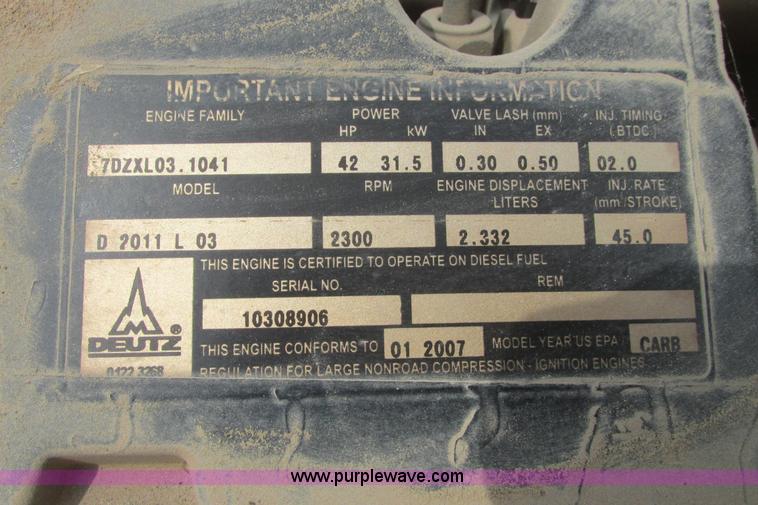 IMPORTANT ENGINE INFORMATION
ENGINE FAMILY POWER VALVE LASH (mm) INJ. TIMING
HP kW IN EX (.BTDC.)
7DZXL03.1041 42 31.5 0.30 0.50 02.0
MODEL RPM ENGINE DISPLACEMENT INJ. RATE
LITERS (mm /STROKE)
D 2011 L 03 2300 2.332 45.0
THIS ENGINE IS CERTIFIED TO OPERATE ON DIESEL FUEL
SERIAL NO. REM
10308906
DEUTZ ®
THIS ENGINE CONFORMS TO 01 2007 MODEL YEAR US EPA / CARB
0122 3268 REGULATION FOR LARGE NONROAD COMPRESSION - IGNITION ENGINES
www.purplewave.com